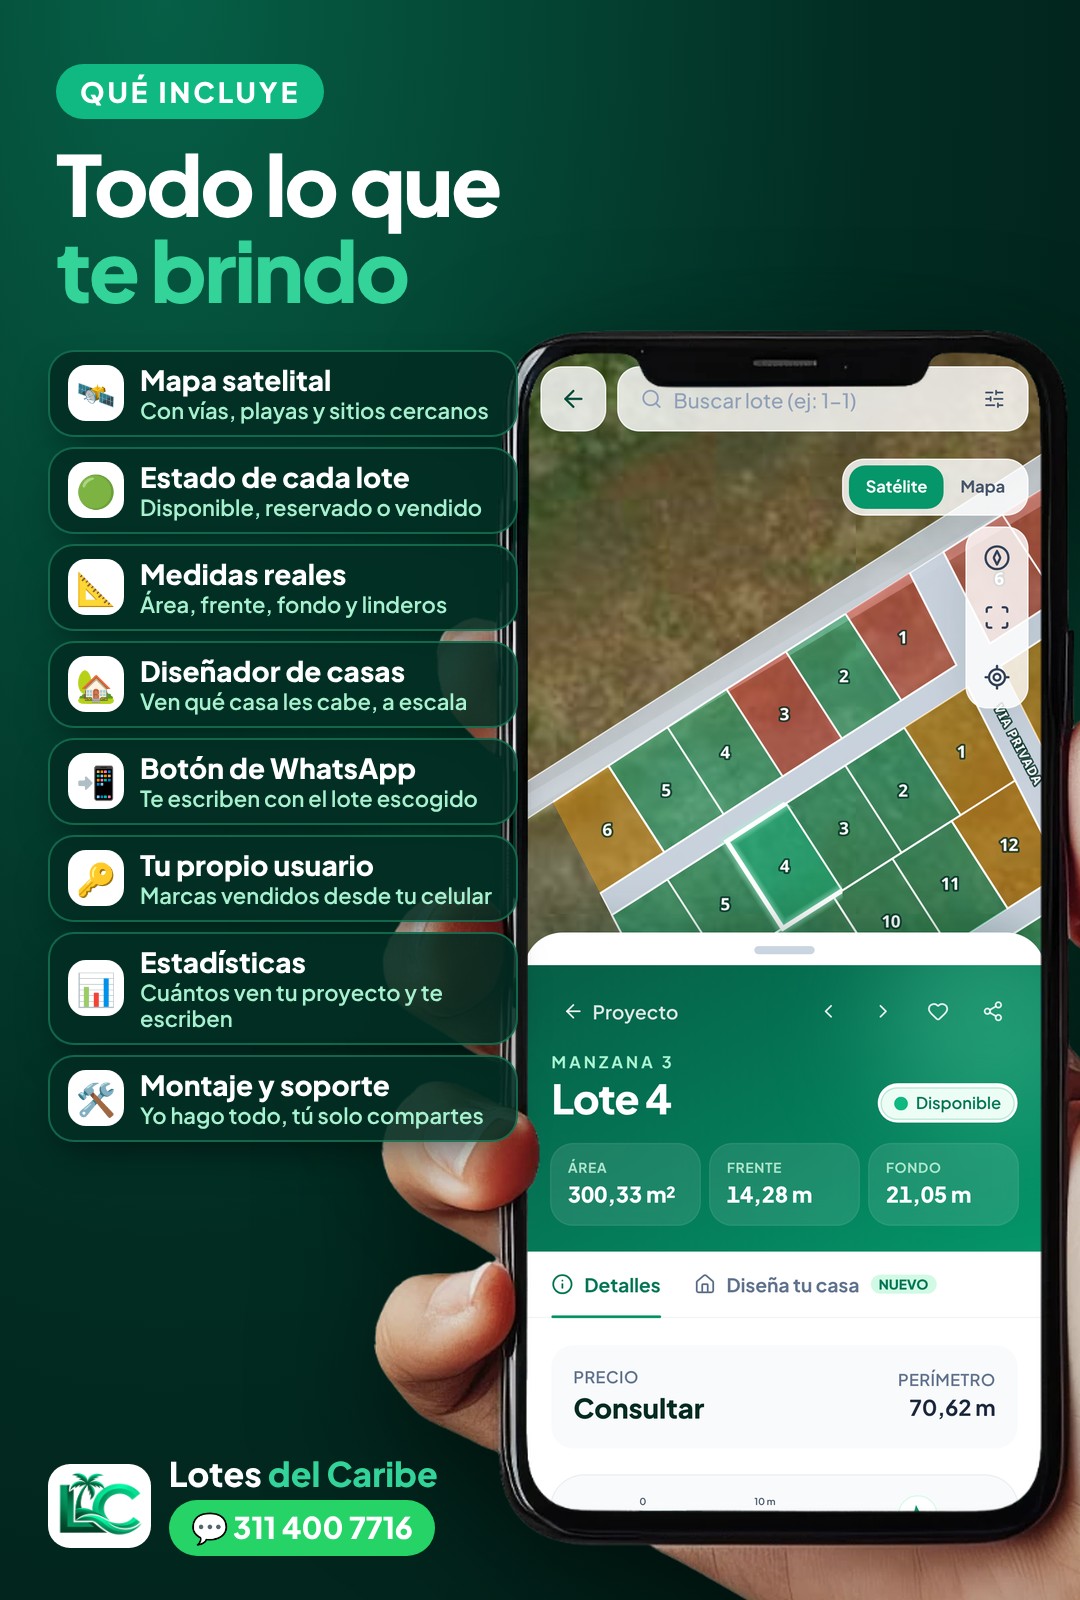 QUÉ INCLUYE
Todo lo que
te brindo
Mapa satelital
Con vías, playas y sitios cercanos
Estado de cada lote
Disponible, reservado o vendido
Medidas reales
Área, frente, fondo y linderos
Diseñador de casas
Ven qué casa les cabe, a escala
Botón de WhatsApp
Te escriben con el lote escogido
Tu propio usuario
Marcas vendidos desde tu celular
Estadísticas
Cuántos ven tu proyecto y te
escriben
Montaje y soporte
Yo hago todo, tú solo compartes
Buscar lote (ej: 1-1)
Satélite Mapa
6
1
2
3
4
5
6
VIA PRIVADA
1
2
3
4
5
12
11
10
Proyecto
MANZANA 3
Lote 4
Disponible
ÁREA
300,33 m²
FRENTE
14,28 m
FONDO
21,05 m
Detalles
Diseña tu casa NUEVO
PRECIO
Consultar
PERÍMETRO
70,62 m
0 10 m
LC
Lotes del Caribe
311 400 7716